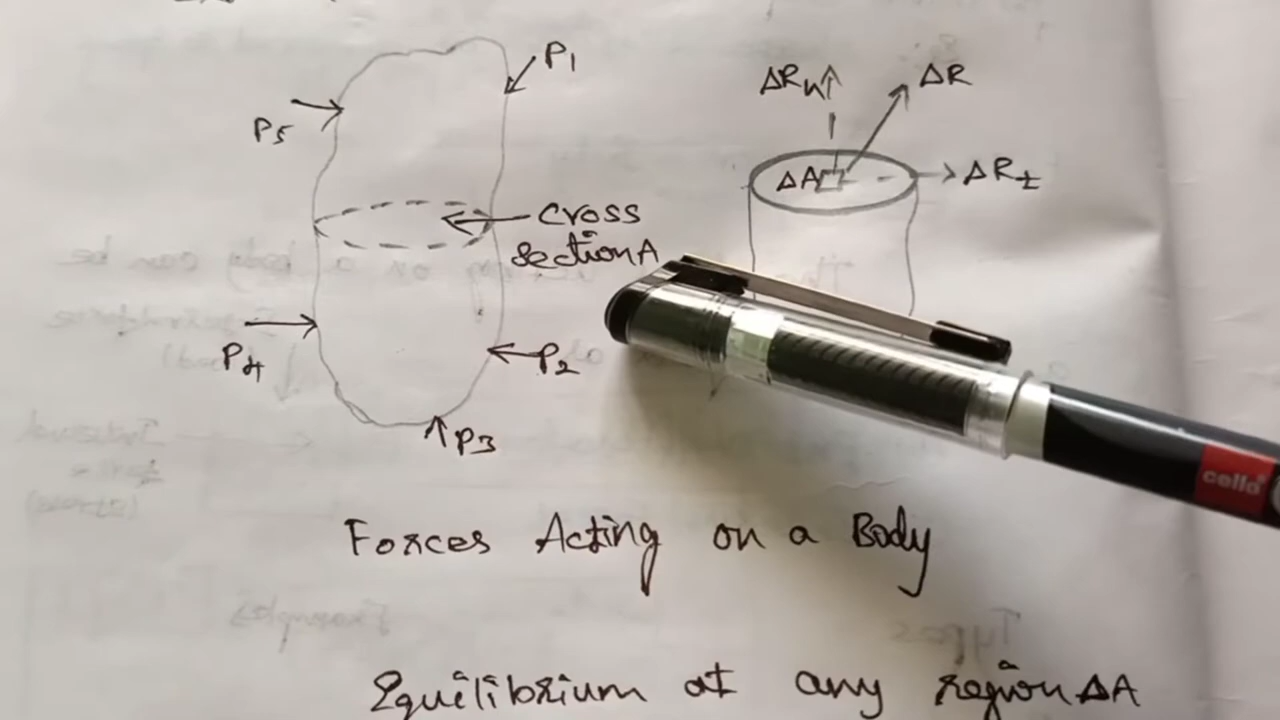 P1
P5
cross
section A
P4
P2
P3
ΔRn
ΔR
ΔA
ΔRt
cello
Forces Acting on a Body
Equilibrium at any region ΔA